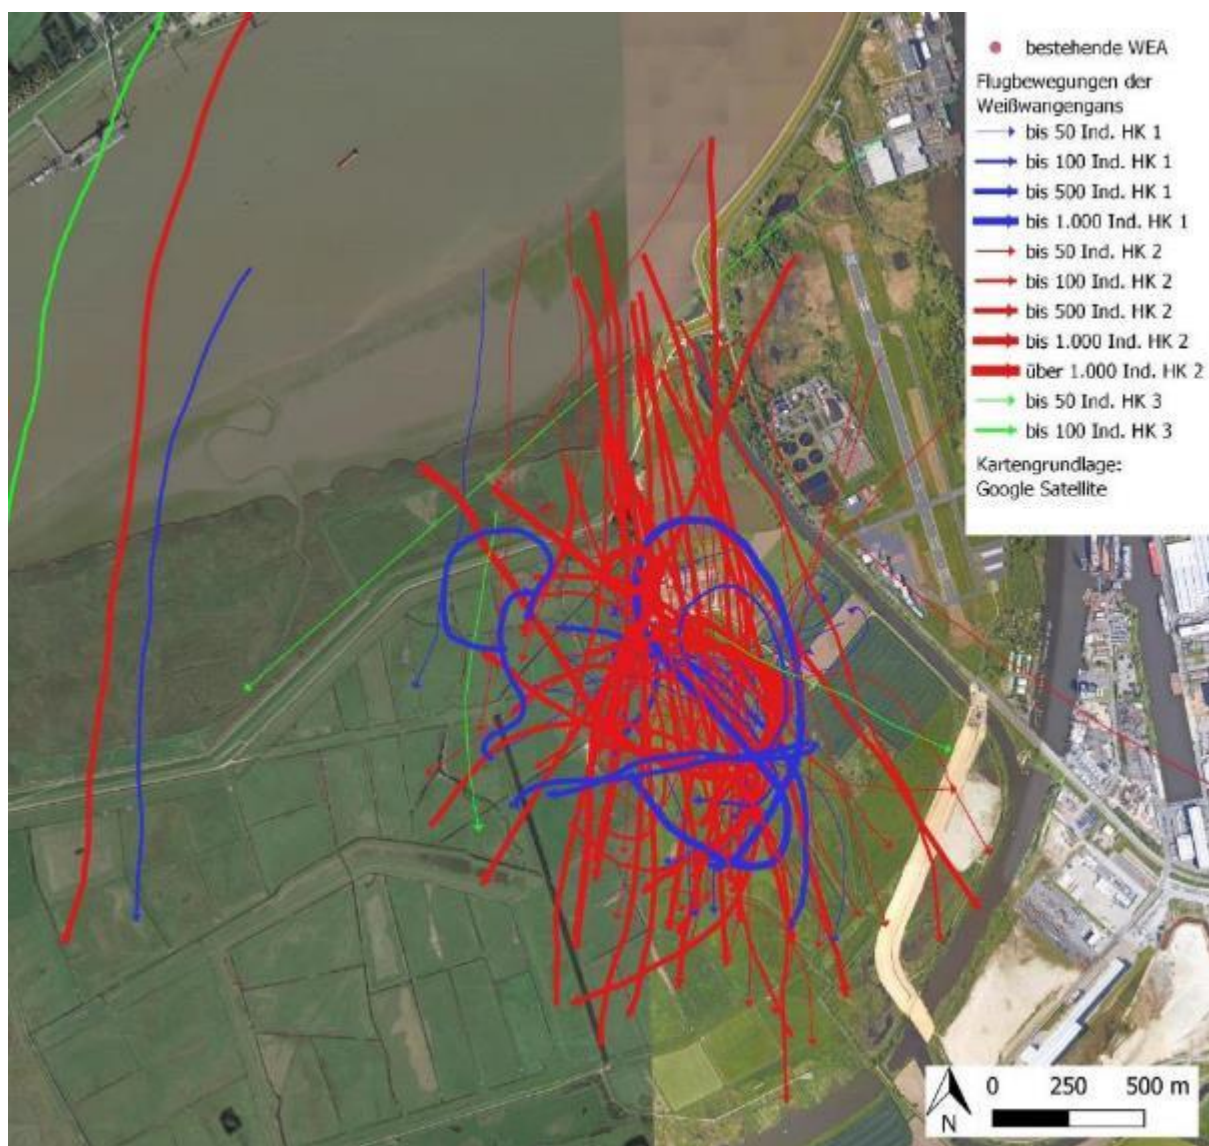 bestehende WEA
Flugbewegungen der
Weißwangengans
bis 50 Ind. HK 1
bis 100 Ind. HK 1
bis 500 Ind. HK 1
bis 1.000 Ind. HK 1
bis 50 Ind. HK 2
bis 100 Ind. HK 2
bis 500 Ind. HK 2
bis 1.000 Ind. HK 2
über 1.000 Ind. HK 2
bis 50 Ind. HK 3
bis 100 Ind. HK 3
Kartengrundlage:
Google Satellite
0 250 500 m
N